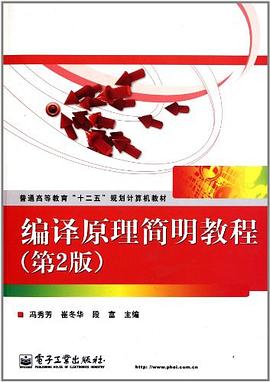 普通高等教育“十二五”规划计算机教材
编译原理简明教程
(第2版)
冯秀芳 崔冬华 段富 主编
电子工业出版社
http://www.phei.com.cn